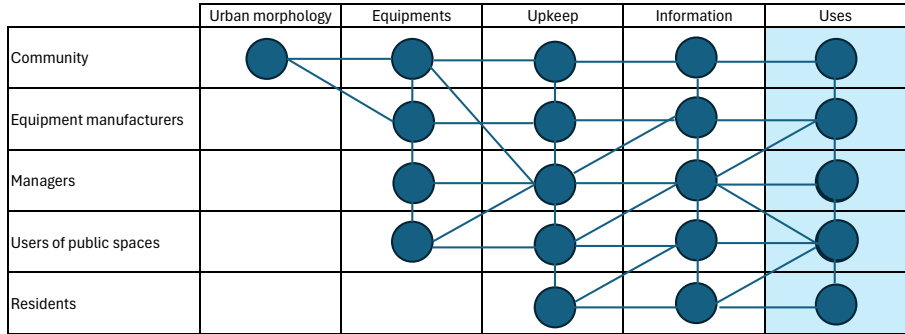 Urban morphology Equipments Upkeep Information Uses
Community
Equipment manufacturers
Managers
Users of public spaces
Residents